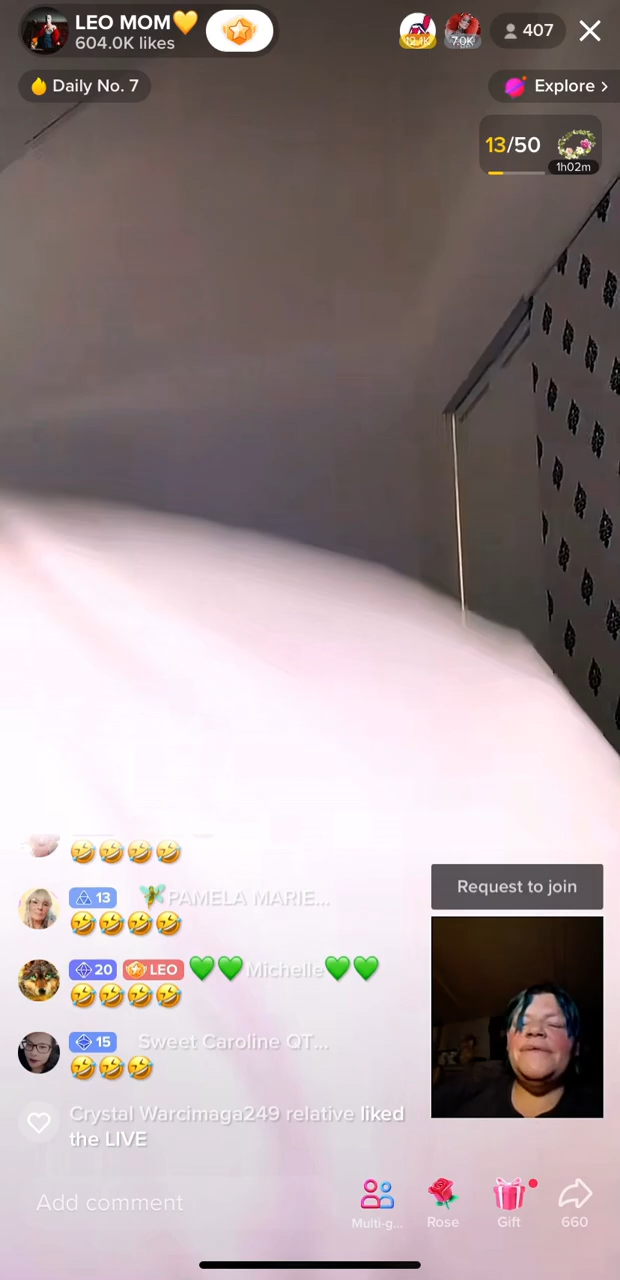 LEO MOM💛
604.0K likes
407
Daily No. 7
Explore >
13/50
1h02m
🤣🤣🤣🤣
13 PAMELA MARIE...
🤣🤣🤣🤣
20 LEO 💚💚Michelle💚💚
🤣🤣🤣🤣
15 Sweet Caroline QT...
🤣🤣🤣
Crystal Warcimaga249 relative liked
the LIVE
Request to join
Add comment
Multi-g...
Rose
Gift
660